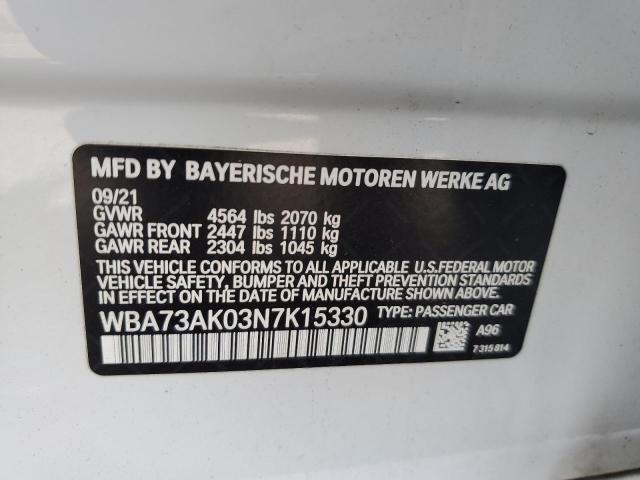 MFD BY BAYERISCHE MOTOREN WERKE AG
09/21
GVWR 4564 lbs 2070 kg
GAWR FRONT 2447 lbs 1110 kg
GAWR REAR 2304 lbs 1045 kg
THIS VEHICLE CONFORMS TO ALL APPLICABLE U.S.FEDERAL MOTOR
VEHICLE SAFETY, BUMPER AND THEFT PREVENTION STANDARDS
IN EFFECT ON THE DATE OF MANUFACTURE SHOWN ABOVE.
WBA73AK03N7K15330 TYPE: PASSENGER CAR
A96
7315814